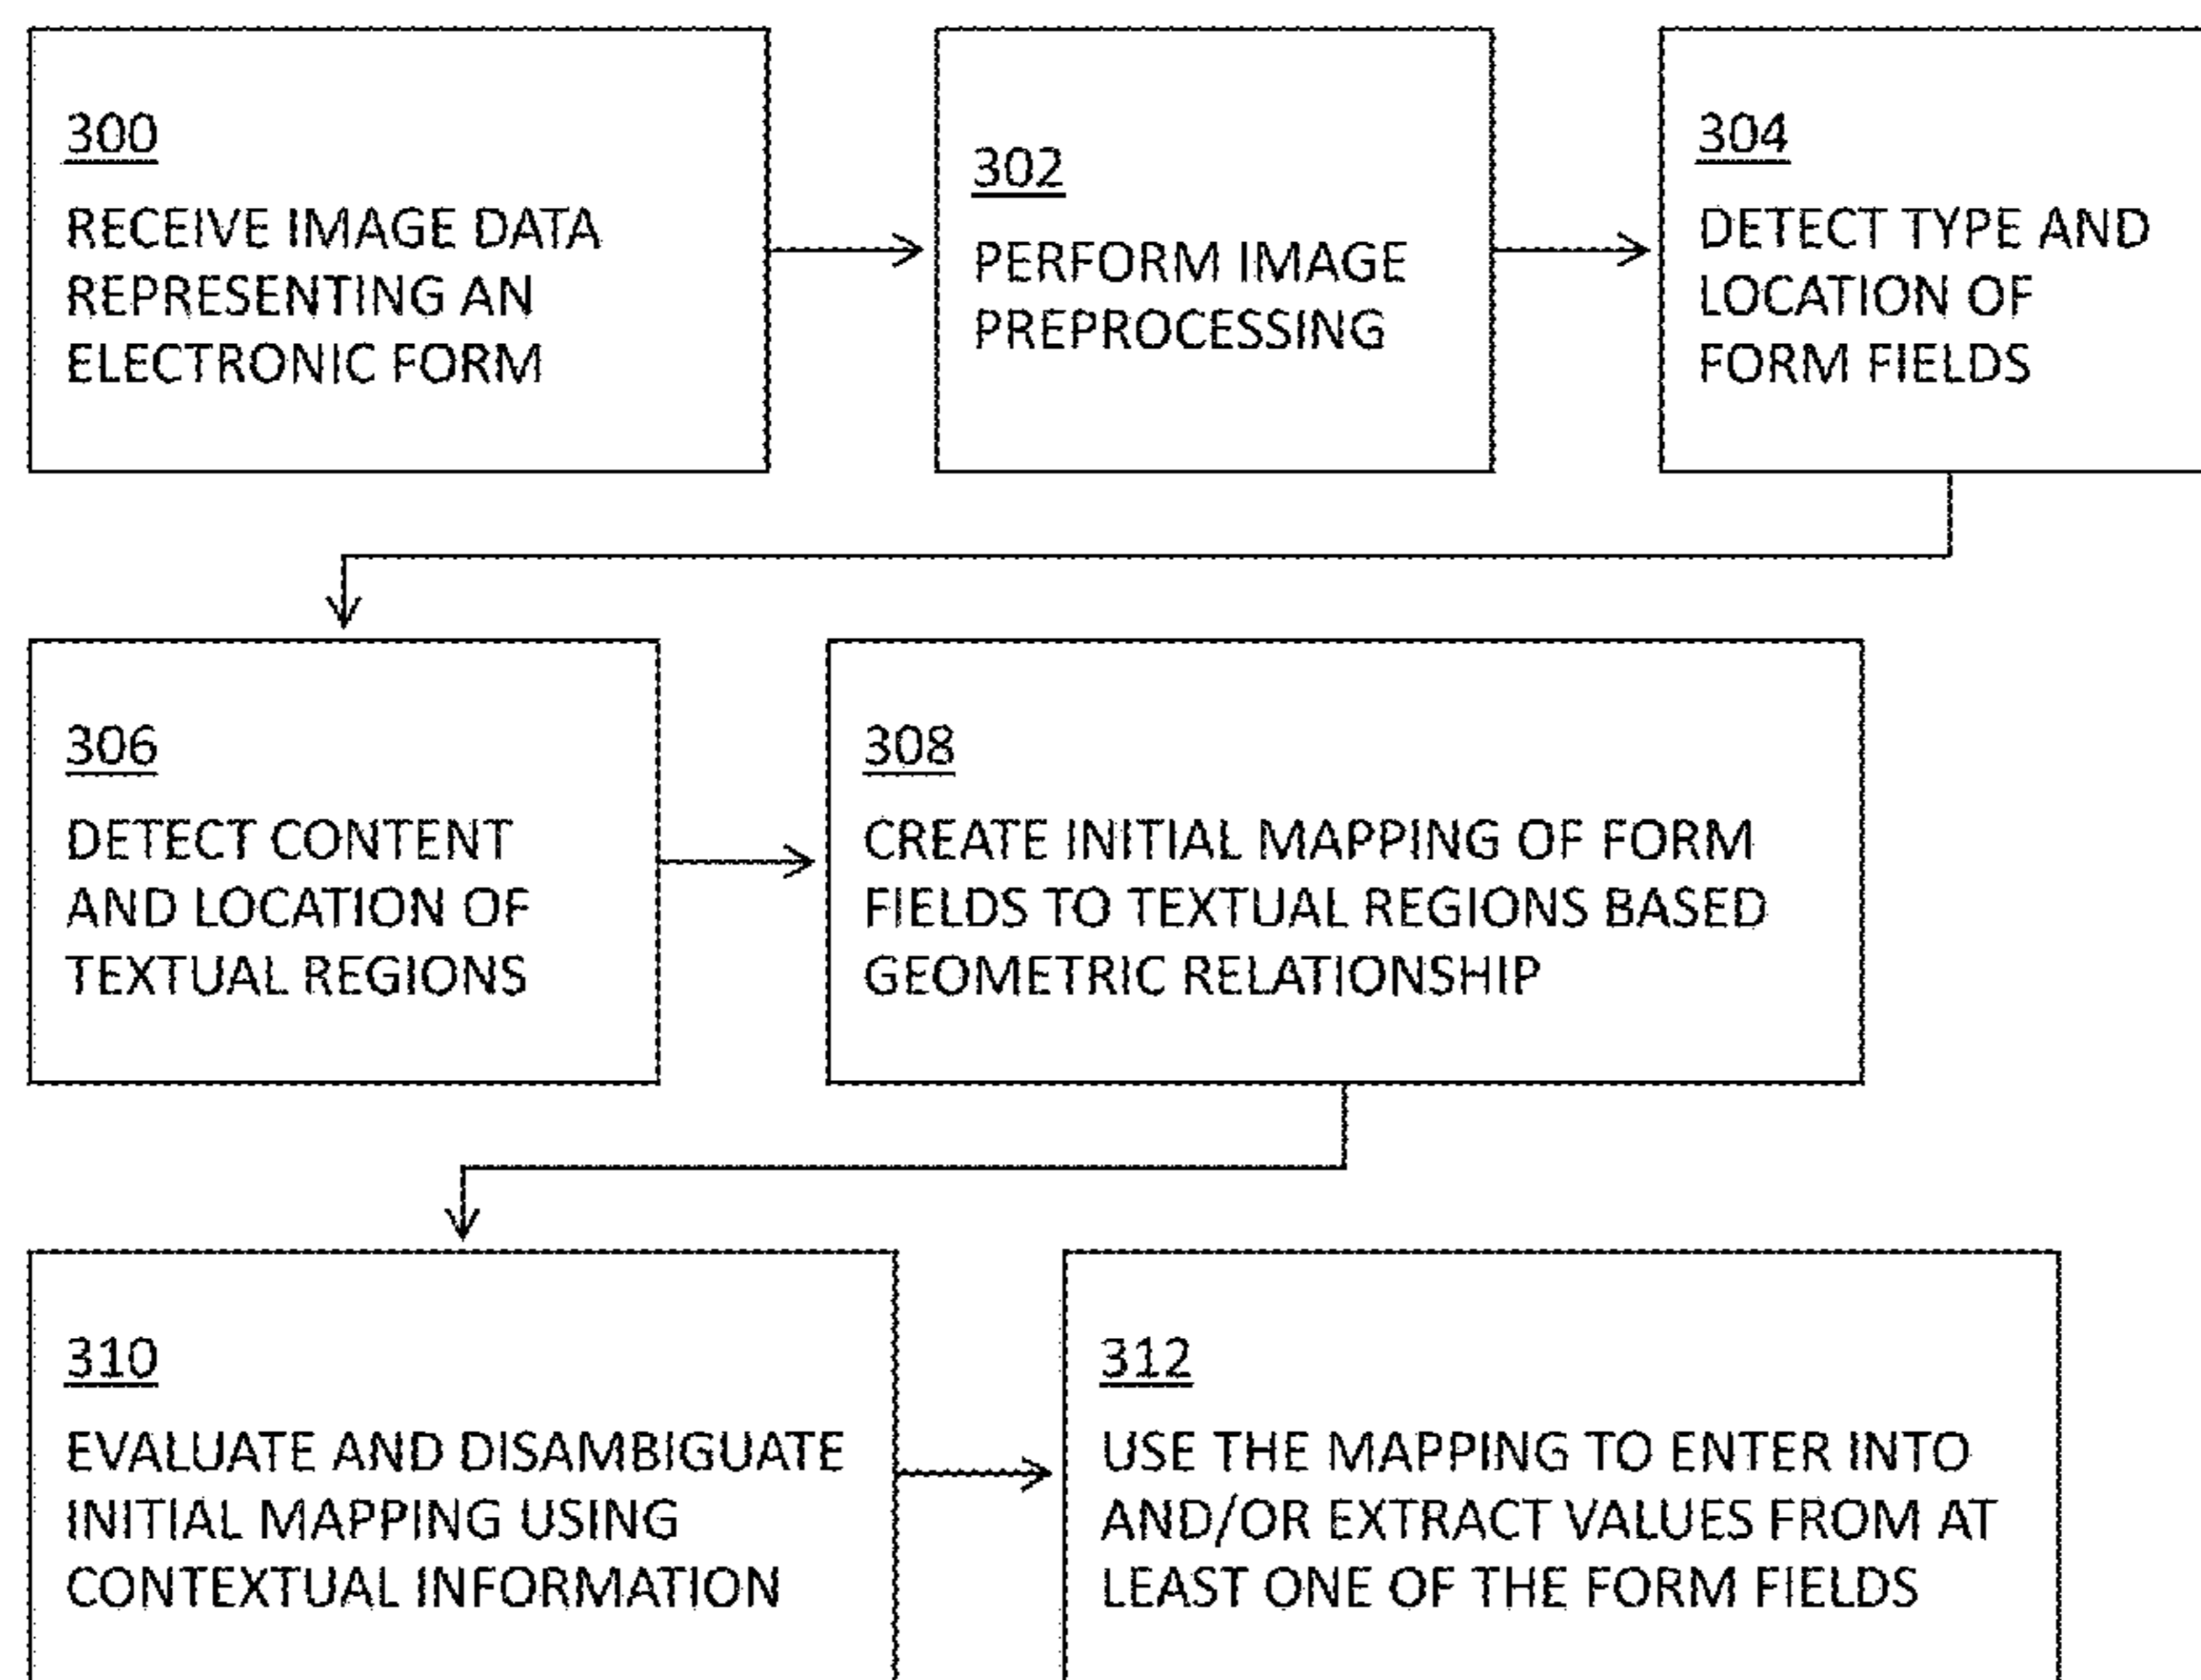 300
RECEIVE IMAGE DATA
REPRESENTING AN
ELECTRONIC FORM
302
PERFORM IMAGE
PREPROCESSING
304
DETECT TYPE AND
LOCATION OF
FORM FIELDS
306
DETECT CONTENT
AND LOCATION OF
TEXTUAL REGIONS
308
CREATE INITIAL MAPPING OF FORM
FIELDS TO TEXTUAL REGIONS BASED
GEOMETRIC RELATIONSHIP
310
EVALUATE AND DISAMBIGUATE
INITIAL MAPPING USING
CONTEXTUAL INFORMATION
312
USE THE MAPPING TO ENTER INTO
AND/OR EXTRACT VALUES FROM AT
LEAST ONE OF THE FORM FIELDS